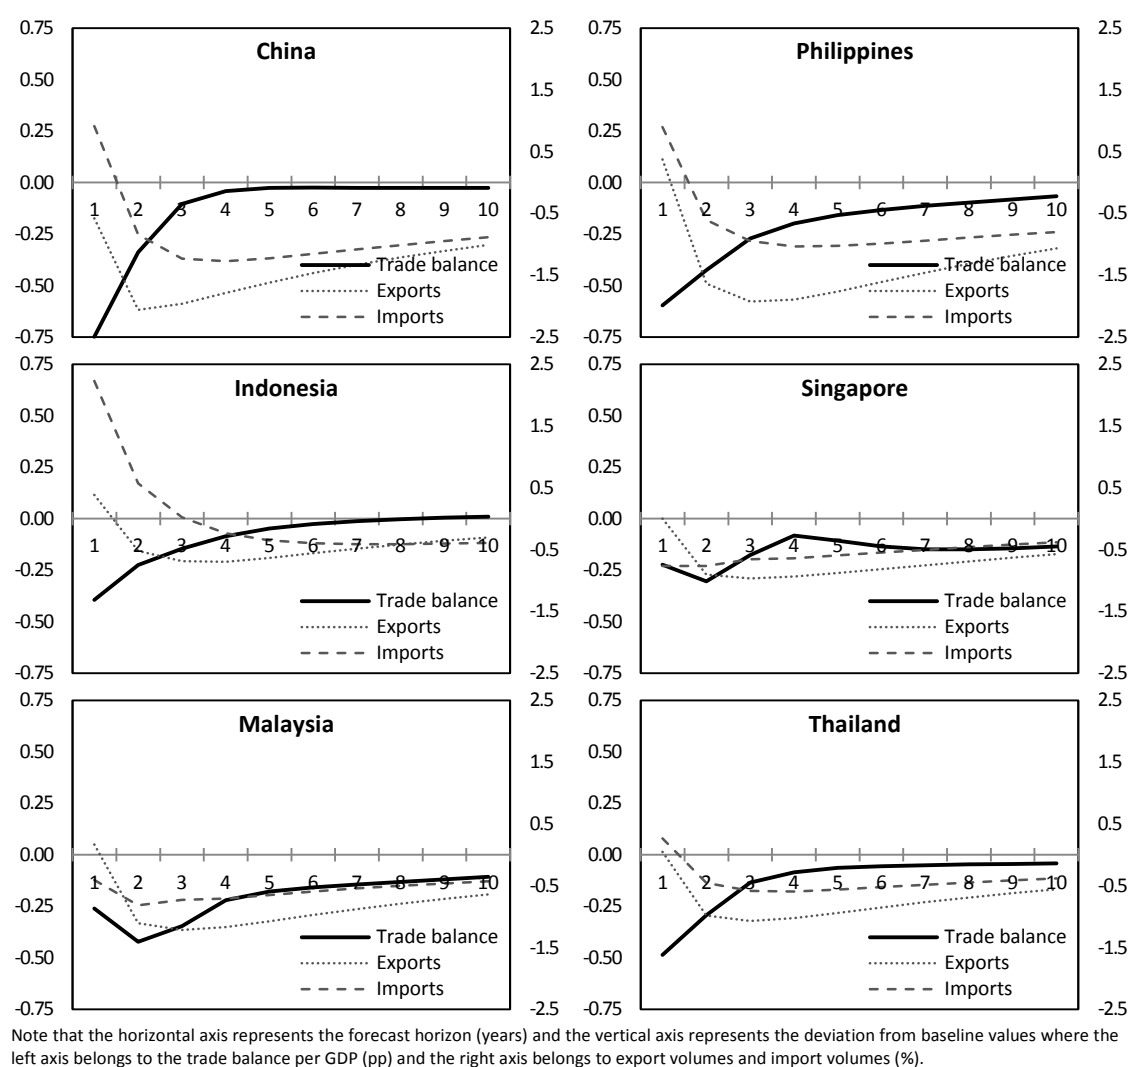 China
0.75
0.50
0.25
0.00
-0.25
-0.50
-0.75
2.5
1.5
0.5
-0.5
-1.5
-2.5
1 2 3 4 5 6 7 8 9 10
Trade balance
Exports
Imports
Philippines
0.75
0.50
0.25
0.00
-0.25
-0.50
-0.75
2.5
1.5
0.5
-0.5
-1.5
-2.5
1 2 3 4 5 6 7 8 9 10
Trade balance
Exports
Imports
Indonesia
0.75
0.50
0.25
0.00
-0.25
-0.50
-0.75
2.5
1.5
0.5
-0.5
-1.5
-2.5
1 2 3 4 5 6 7 8 9 10
Trade balance
Exports
Imports
Singapore
0.75
0.50
0.25
0.00
-0.25
-0.50
-0.75
2.5
1.5
0.5
-0.5
-1.5
-2.5
1 2 3 4 5 6 7 8 9 10
Trade balance
Exports
Imports
Malaysia
0.75
0.50
0.25
0.00
-0.25
-0.50
-0.75
2.5
1.5
0.5
-0.5
-1.5
-2.5
1 2 3 4 5 6 7 8 9 10
Trade balance
Exports
Imports
Thailand
0.75
0.50
0.25
0.00
-0.25
-0.50
-0.75
2.5
1.5
0.5
-0.5
-1.5
-2.5
1 2 3 4 5 6 7 8 9 10
Trade balance
Exports
Imports
Note that the horizontal axis represents the forecast horizon (years) and the vertical axis represents the deviation from baseline values where the
left axis belongs to the trade balance per GDP (pp) and the right axis belongs to export volumes and import volumes (%).